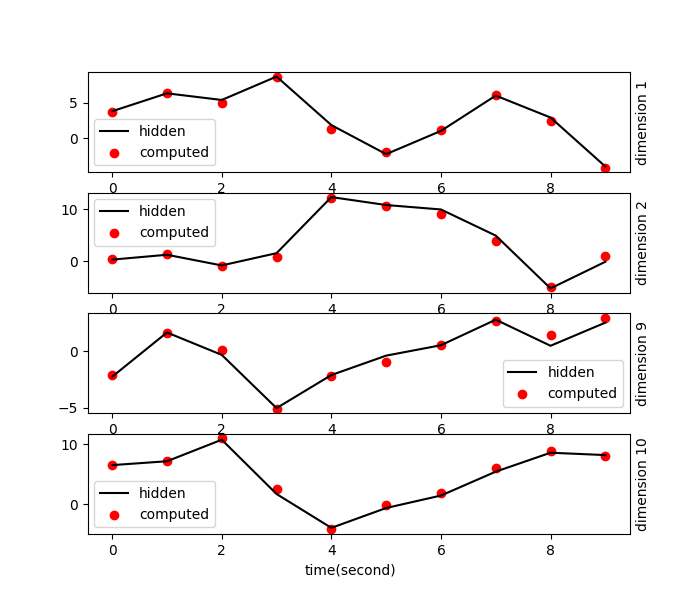 5
0
hidden
computed
dimension 1
0
2
4
6
8
10
0
hidden
computed
dimension 2
0
2
4
6
8
0
−5
hidden
computed
dimension 9
0
2
4
6
8
10
0
hidden
computed
dimension 10
0
2
4
6
8
time(second)